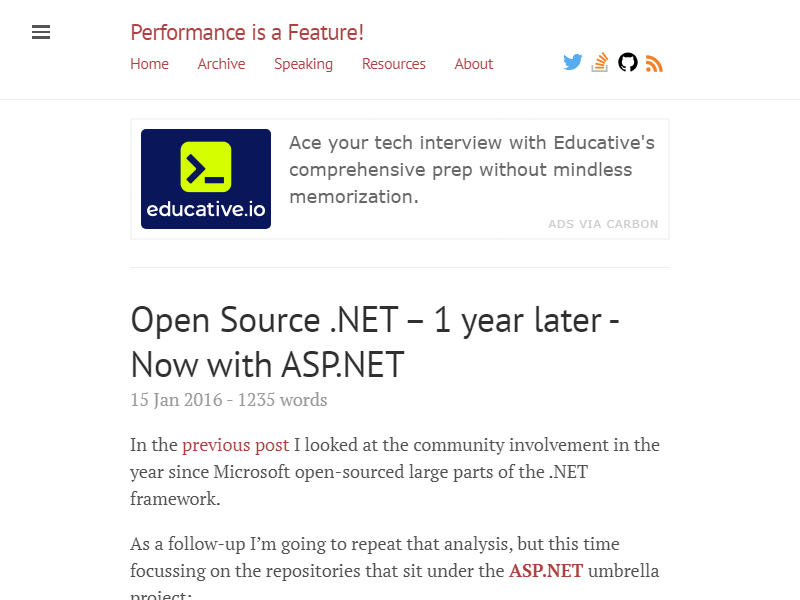 Performance is a Feature!
Home Archive Speaking Resources About
educative.io
Ace your tech interview with Educative's
comprehensive prep without mindless
memorization.
ADS VIA CARBON
Open Source .NET – 1 year later -
Now with ASP.NET
15 Jan 2016 - 1235 words
In the previous post I looked at the community involvement in the
year since Microsoft open-sourced large parts of the .NET
framework.
As a follow-up I’m going to repeat that analysis, but this time
focussing on the repositories that sit under the ASP.NET umbrella
project: